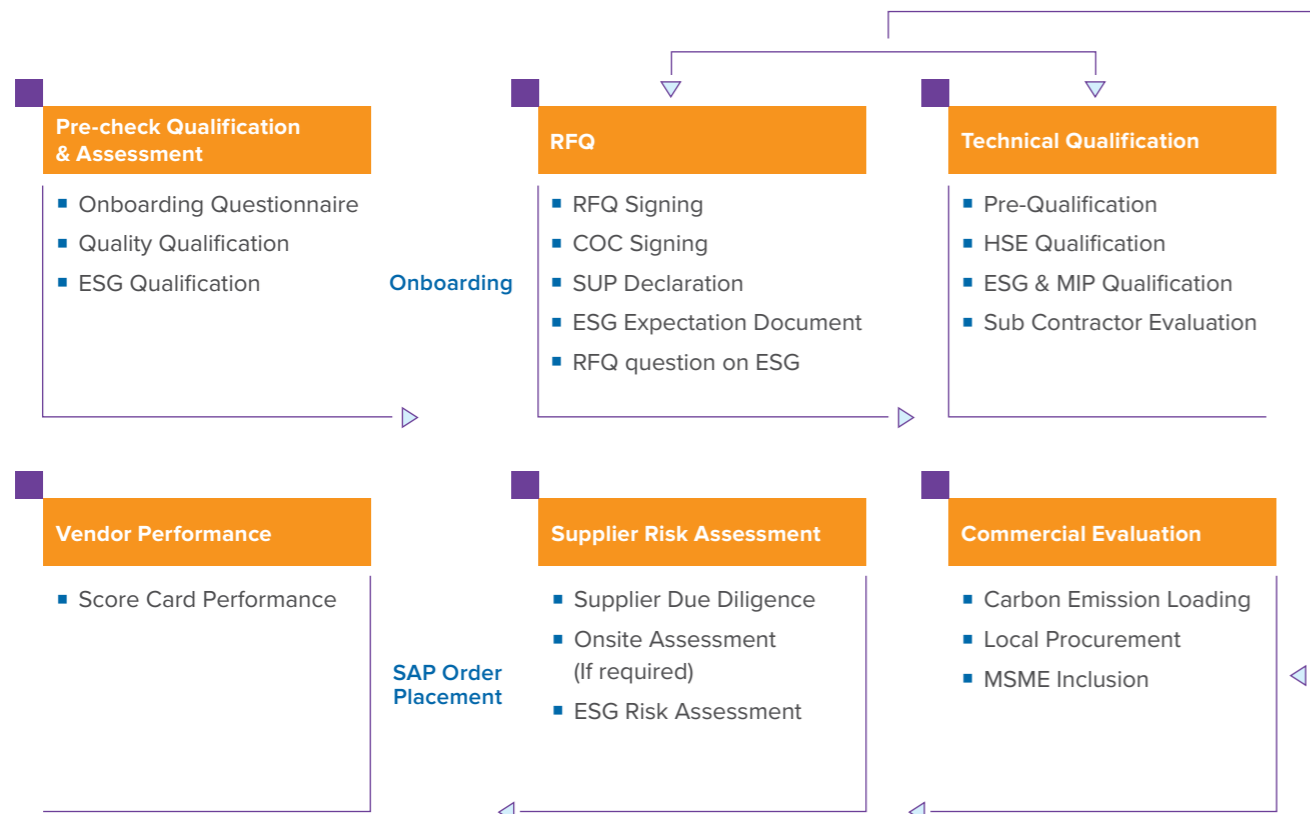 Pre-check Qualification
& Assessment
Onboarding Questionnaire
Quality Qualification
ESG Qualification
Onboarding
RFQ
RFQ Signing
COC Signing
SUP Declaration
ESG Expectation Document
RFQ question on ESG
Technical Qualification
Pre-Qualification
HSE Qualification
ESG & MIP Qualification
Sub Contractor Evaluation
Vendor Performance
Score Card Performance
SAP Order
Placement
Supplier Risk Assessment
Supplier Due Diligence
Onsite Assessment
(If required)
ESG Risk Assessment
Commercial Evaluation
Carbon Emission Loading
Local Procurement
MSME Inclusion